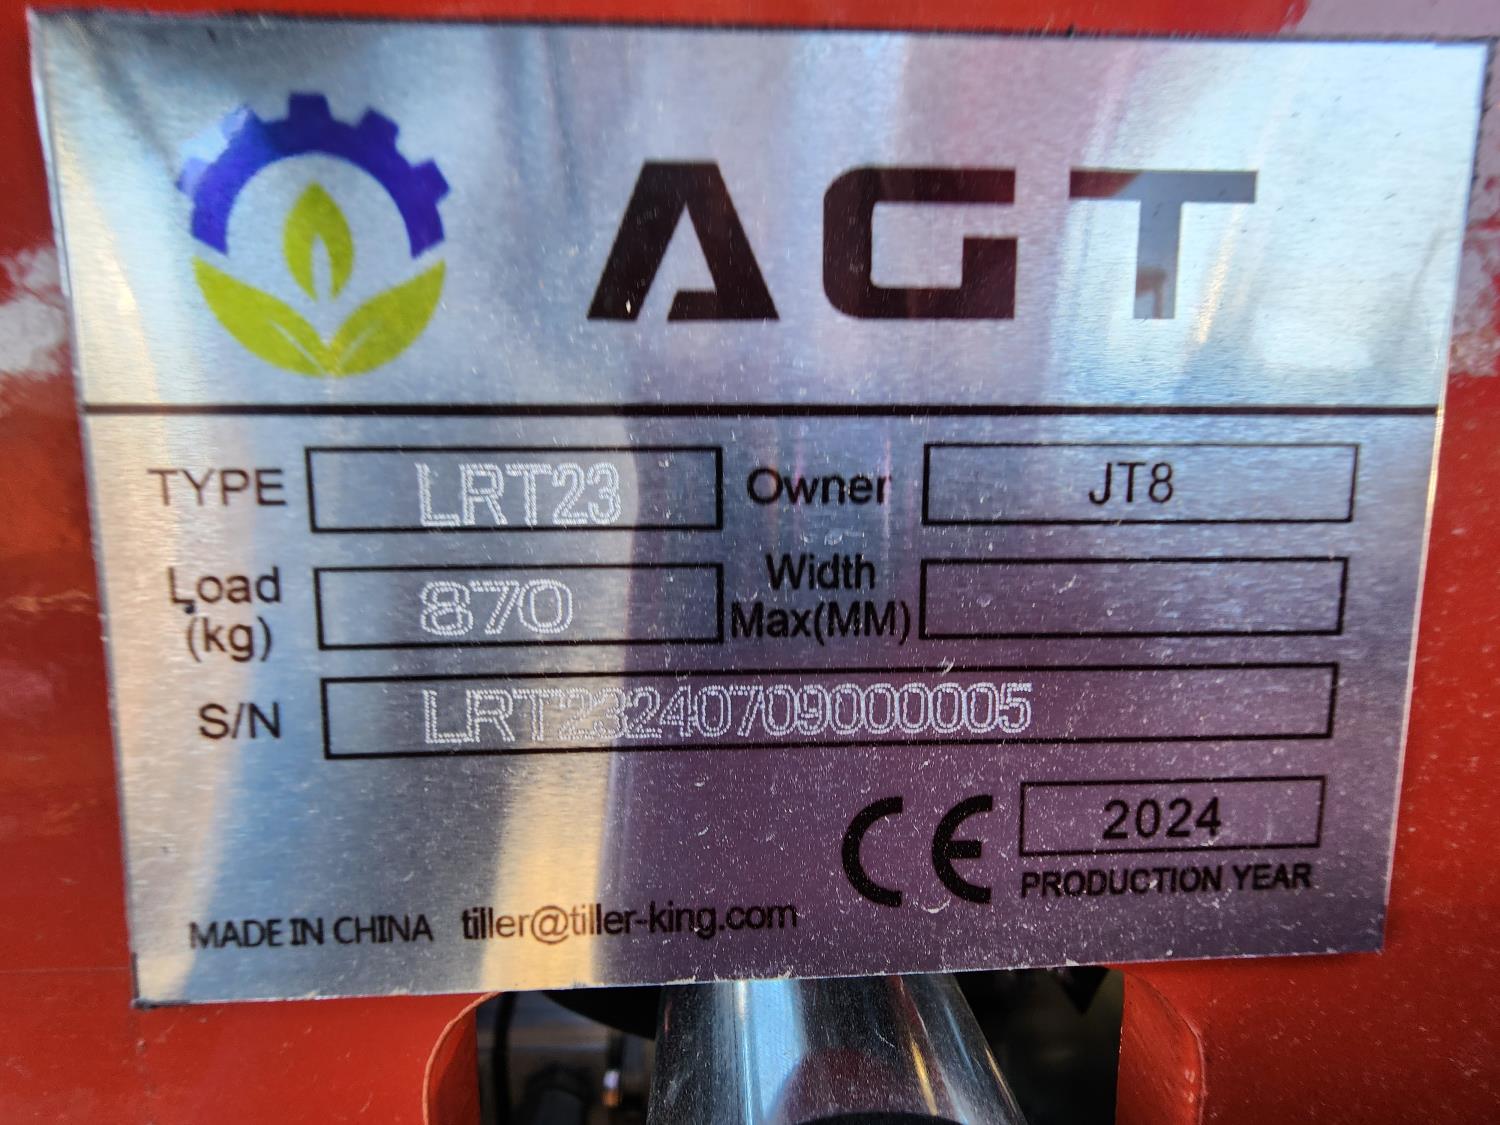 AGT
TYPE LRT23 Owner JT8
Load (kg) 870 Width Max(MM)
S/N LRT23240709000005
CE 2024
PRODUCTION YEAR
MADE IN CHINA tiller@tiller-king.com